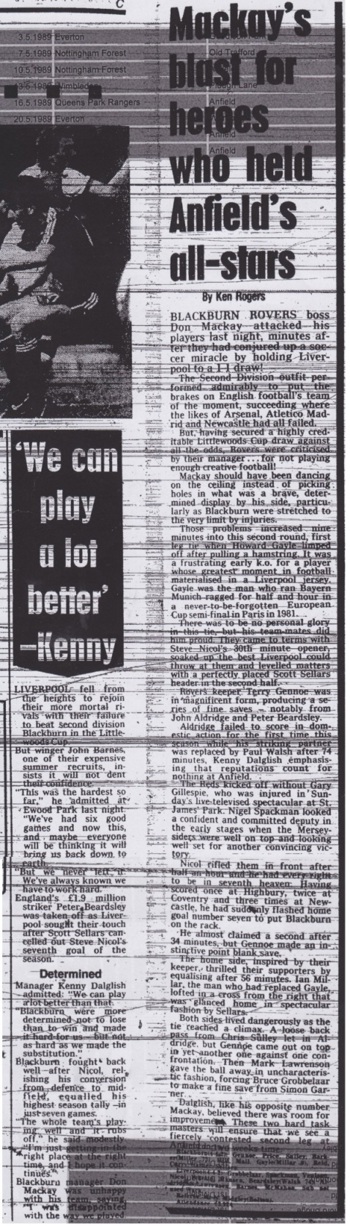 3.5.1989 Everton
7.5.1989 Nottingham Forest
Old Trafford
10.5.1989 Nottingham Forest
Wimbledon
Lane
16.5.1989 Queens Park Rangers
Anfield
20.5.1989 Everton
Anfield
Anfield
Mackay's
blast for
heroes
who held
Anfield's
all-stars
By Ken Rogers
BLACKBURN ROVERS boss
Don Mackay attacked his
players last night, minutes af-
ter they had conjured up a soc-
cer miracle by holding Liver-
pool to a 1-1 draw!
The Second Division outfit per-
formed admirably to put the
brakes on English football's team
of the moment, succeeding where
the likes of Arsenal, Atletico Mad-
rid and Newcastle had all failed.
But, having secured a highly cred-
itable Littlewoods Cup draw against
all the odds, Rovers were criticised
by their manager . . . for not playing
enough creative football!
Mackay should have been dancing
on the ceiling instead of picking
holes in what was a brave, deter-
mined display by his side, particu-
larly as Blackburn were stretched to
the very limit by injuries.
Those problems increased nine
minutes into this second round, first
leg tie when Howard Gayle limped
off after pulling a hamstring. It was
a frustrating early k.o. for a player
whose greatest moment in football
materialised in a Liverpool jersey.
Gayle was the man who ran Bayern
Munich ragged for half and hour in
a never-to-be-forgotten European
Cup semi-final in Paris in 1981.
There was to be no personal glory
in this tie, but his team-mates did
him proud. They came to terms with
Steve Nicol's 30th minute opener,
soaked up the best Liverpool could
throw at them and levelled matters
with a perfectly placed Scott Sellars
header in the second half.
Rovers keeper Terry Gennoe was
in magnificent form, producing a se-
ries of fine saves — notably from
John Aldridge and Peter Beardsley.
Aldridge failed to score in dom-
estic action for the first time this
season while his striking partner
was replaced by Paul Walsh after 74
minutes, Kenny Dalglish emphasis-
ing that reputations count for
nothing at Anfield.
The Reds kicked off without Gary
Gillespie, who was injured in Sun-
day's live televised spectacular at St.
James' Park. Nigel Spackman looked
a confident and committed deputy in
the early stages when the Mersey-
siders were well on top and looking
well set for another convincing vic-
tory.
Nicol rifled them in front after
half an hour and he had every right
to be in seventh heaven. Having
scored once at Highbury, twice at
Coventry and three times at New-
castle, he had suddenly flashed home
goal number seven to put Blackburn
on the rack.
He almost claimed a second after
34 minutes, but Gennoe made an in-
stinctive point blank save.
The home side, inspired by their
keeper, thrilled their supporters by
equalising after 56 minutes. Ian Mil-
lar, the man who had replaced Gayle,
lofted in a cross from the right that
was glanced home in spectacular
fashion by Sellars.
Both sides lived dangerously as the
tie reached a climax. A loose back
pass from Chris Sulley let in Al-
dridge, but Gennoe came out on top
in yet another one against one con-
frontation. Then Mark Lawrenson
gave the ball away in uncharacteris-
tic fashion, forcing Bruce Grobbelaar
to make a fine save from Simon Gar-
ner.
Dalglish, like his opposite number
Mackay, believed there was room for
improvement. These two hard task
masters will ensure that we see a
fiercely contested second leg at
'We can
play
a lot
better'
–Kenny
LIVERPOOL fell from
the heights to rejoin
their more mortal ri-
vals with their failure
to beat second division
Blackburn in the Little-
woods Cup.
But winger John Barnes,
one of their expensive
summer recruits, in-
sists it will not dent
their confidence.
"This was the hardest so
far," he admitted at
Ewood Park last night.
"We've had six good
games and now this,
and maybe everyone
will be thinking it will
bring us back down to
earth.
"But we never left it.
We've always known we
have to work hard.
England's £1.9 million
striker Peter Beardsley
was taken off as Liver-
pool sought their touch
after Scott Sellars can-
celled out Steve Nicol's
seventh goal of the
season.
Determined
Manager Kenny Dalglish
admitted: "We can play
a lot better than that.
"Blackburn were more
determined not to lose
than to win and made
it hard for us — but not
as hard as we made the
substitution."
Blackburn fought back
well after Nicol, rel-
ishing his conversion
from defence to mid-
field, equalled his
highest season tally — in
just seven games.
"The whole team's play-
ing well and it rubs
off," he said modestly.
"I'm just getting in the
right place at the right
time, and I hope it con-
tinues."
Blackburn manager Don
Mackay was unhappy
with his team, saying
"I was disappointed
with the way we played